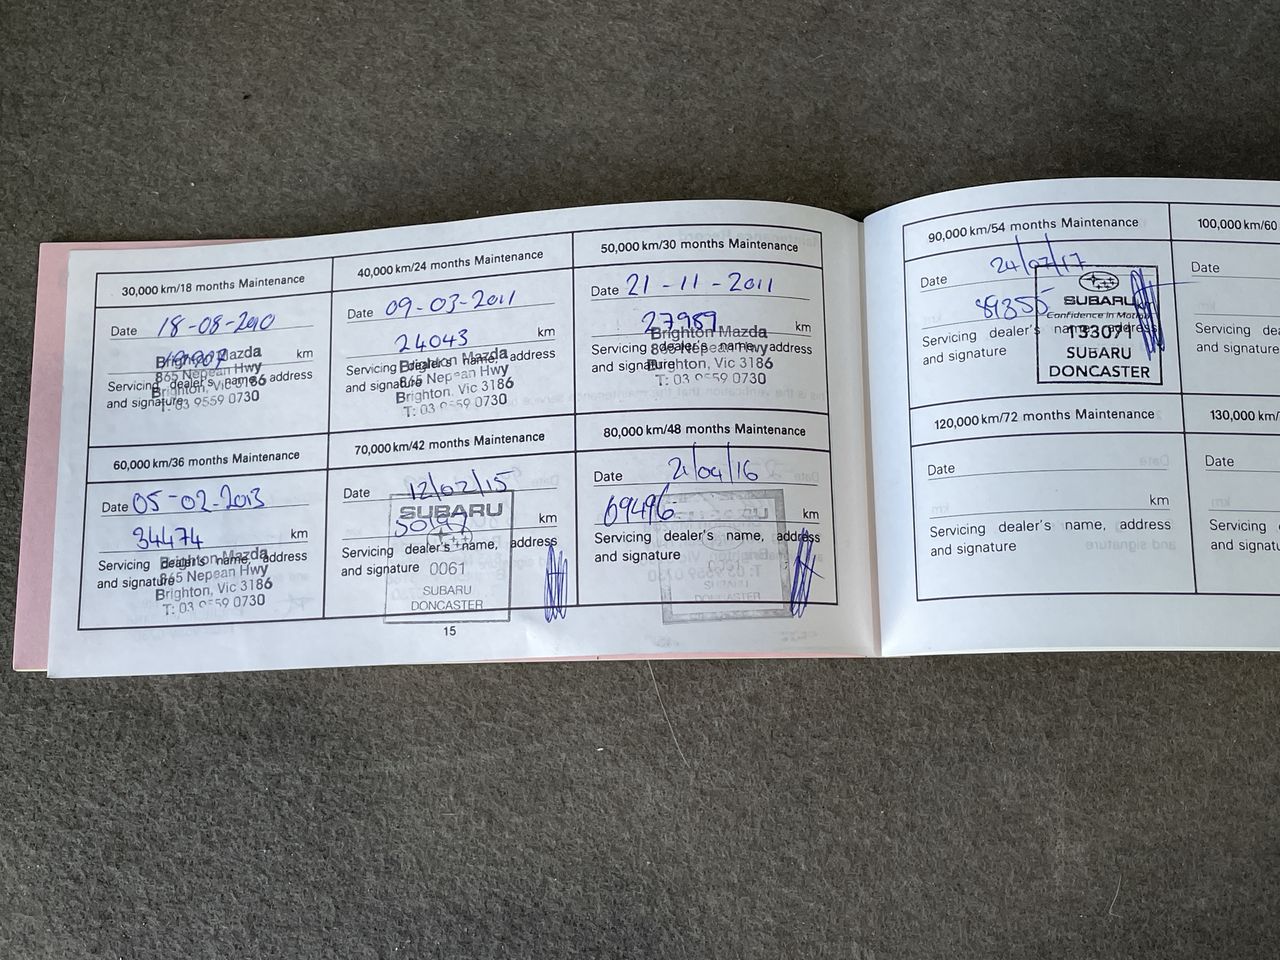 30,000 km/18 months Maintenance
Date 18-08-2010
km
Servicing dealer's name, address
and signature
Brighton Mazda
865 Nepean Hwy
Brighton, Vic 3186
T: 03 9559 0730
40,000 km/24 months Maintenance
Date 09-03-2011
24043 km
Servicing dealer's name, address
and signature
Brighton Mazda
865 Nepean Hwy
Brighton, Vic 3186
T: 03 9559 0730
50,000 km/30 months Maintenance
Date 21-11-2011
27989 km
Servicing dealer's name, address
and signature
Brighton Mazda
865 Nepean Hwy
Brighton, Vic 3186
T: 03 9559 0730
60,000 km/36 months Maintenance
Date 05-02-2013
34474 km
Servicing dealer's name, address
and signature
Brighton Mazda
865 Nepean Hwy
Brighton, Vic 3186
T: 03 9559 0730
70,000 km/42 months Maintenance
Date 12/02/15
km
Servicing dealer's name, address
and signature
SUBARU
0061
SUBARU
DONCASTER
80,000 km/48 months Maintenance
Date 21/04/16
69496 km
Servicing dealer's name, address
and signature
SUBARU
DONCASTER
15
90,000 km/54 months Maintenance
Date 24/07/17
89355
Servicing dealer's name, address
and signature
SUBARU
Confidence in Motion
133071
SUBARU
DONCASTER
100,000 km/60
Date
Servicing
and signatu
120,000 km/72 months Maintenance
Date
km
Servicing dealer's name, address
and signature
130,000 km/
Date
Servicing
and signatu